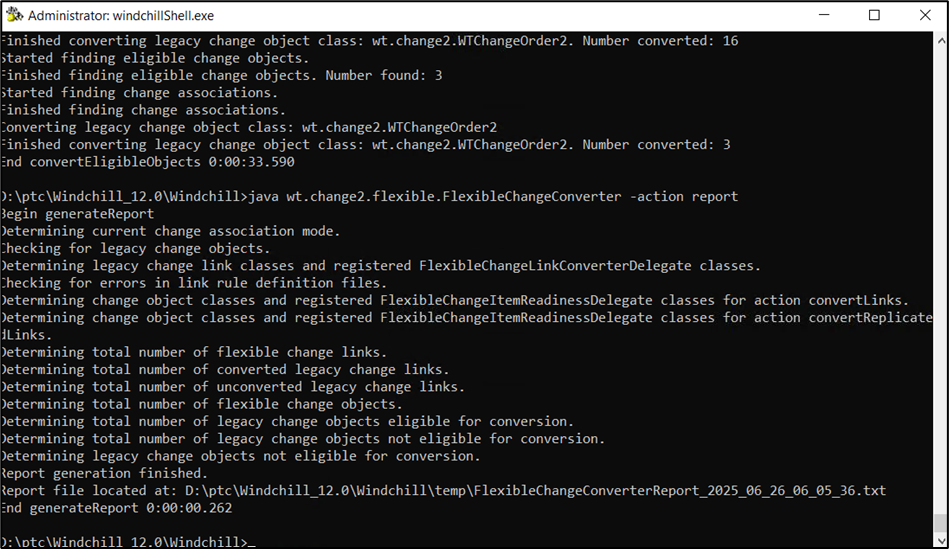 Administrator: windchillShell.exe
Finished converting legacy change object class: wt.change2.WTChangeOrder2. Number converted: 16
Started finding eligible change objects.
Finished finding eligible change objects. Number found: 3
Started finding change associations.
Finished finding change associations.
Converting legacy change object class: wt.change2.WTChangeOrder2
Finished converting legacy change object class: wt.change2.WTChangeOrder2. Number converted: 3
End convertEligibleObjects 0:00:33.590
D:\ptc\Windchill_12.0\Windchill>java wt.change2.flexible.FlexibleChangeConverter -action report
Begin generateReport
Determining current change association mode.
Checking for legacy change objects.
Determining legacy change link classes and registered FlexibleChangeLinkConverterDelegate classes.
Checking for errors in link rule definition files.
Determining change object classes and registered FlexibleChangeItemReadinessDelegate classes for action convertLinks.
Determining change object classes and registered FlexibleChangeItemReadinessDelegate classes for action convertReplicate
dLinks.
Determining total number of flexible change links.
Determining total number of converted legacy change links.
Determining total number of unconverted legacy change links.
Determining total number of flexible change objects.
Determining total number of legacy change objects eligible for conversion.
Determining total number of legacy change objects not eligible for conversion.
Determining legacy change objects not eligible for conversion.
Report generation finished.
Report file located at: D:\ptc\Windchill_12.0\Windchill\temp\FlexibleChangeConverterReport_2025_06_26_06_05_36.txt
End generateReport 0:00:00.262
D:\ptc\Windchill_12.0\Windchill>_